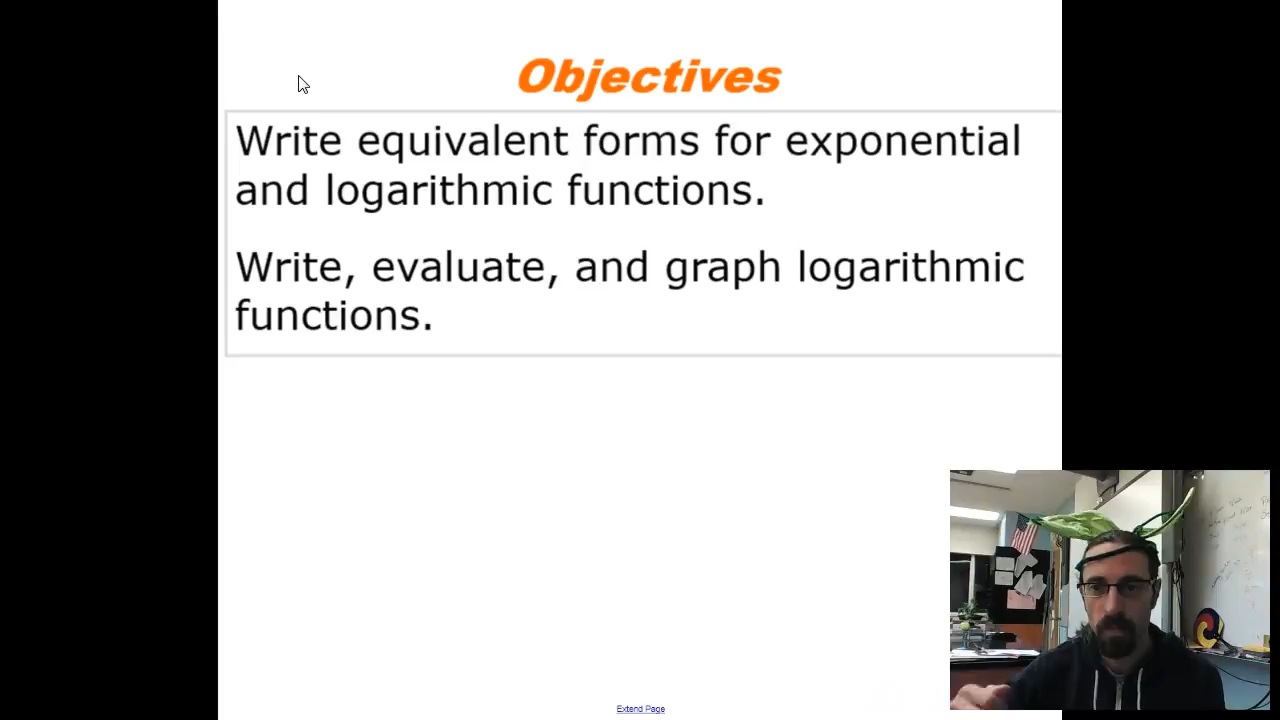 Objectives
Write equivalent forms for exponential
and logarithmic functions.
Write, evaluate, and graph logarithmic
functions.
Extend Page